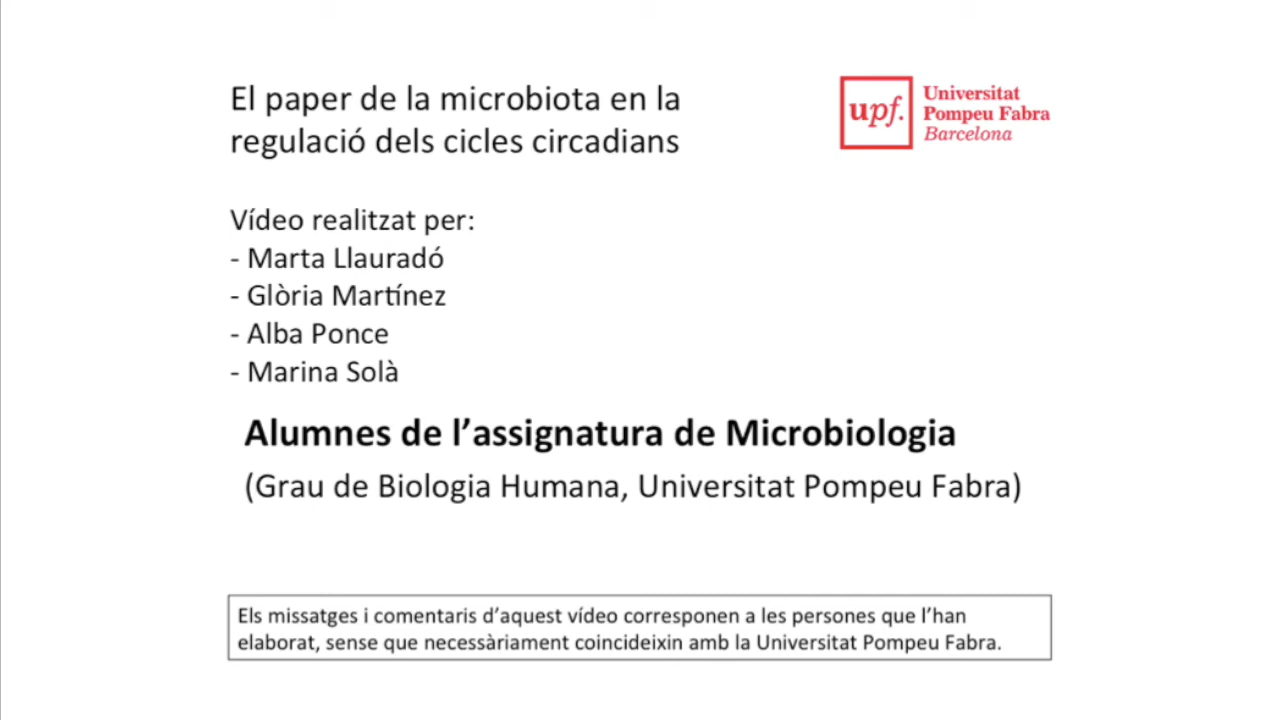 El paper de la microbiota en la
regulació dels cicles circadians
upf.
Universitat
Pompeu Fabra
Barcelona
Vídeo realitzat per:
- Marta Llauradó
- Glòria Martínez
- Alba Ponce
- Marina Solà
Alumnes de l’assignatura de Microbiologia
(Grau de Biologia Humana, Universitat Pompeu Fabra)
Els missatges i comentaris d’aquest vídeo corresponen a les persones que l’han
elaborat, sense que necessàriament coincideixin amb la Universitat Pompeu Fabra.